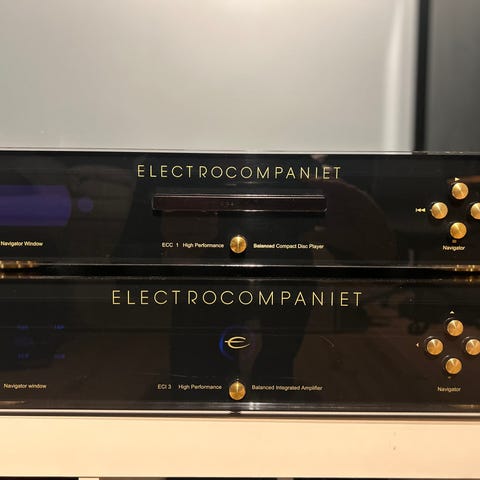 ELECTROCOMPANIET
Navigator Window
ECC 1 High Performance
Balanced Compact Disc Player
Navigator
ELECTROCOMPANIET
Navigator window
ECI 3 High Performance
Balanced Integrated Amplifier
Navigator